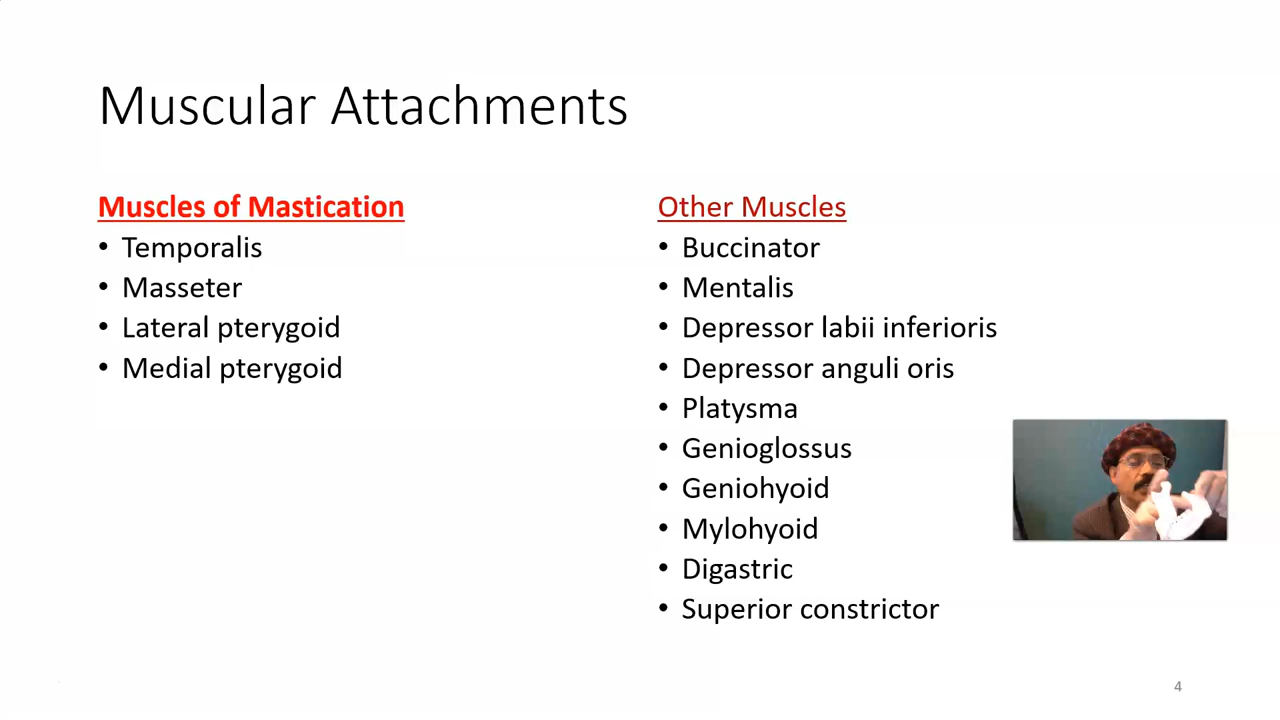 Muscular Attachments
Muscles of Mastication
• Temporalis
• Masseter
• Lateral pterygoid
• Medial pterygoid
Other Muscles
• Buccinator
• Mentalis
• Depressor labii inferioris
• Depressor anguli oris
• Platysma
• Genioglossus
• Geniohyoid
• Mylohyoid
• Digastric
• Superior constrictor
4